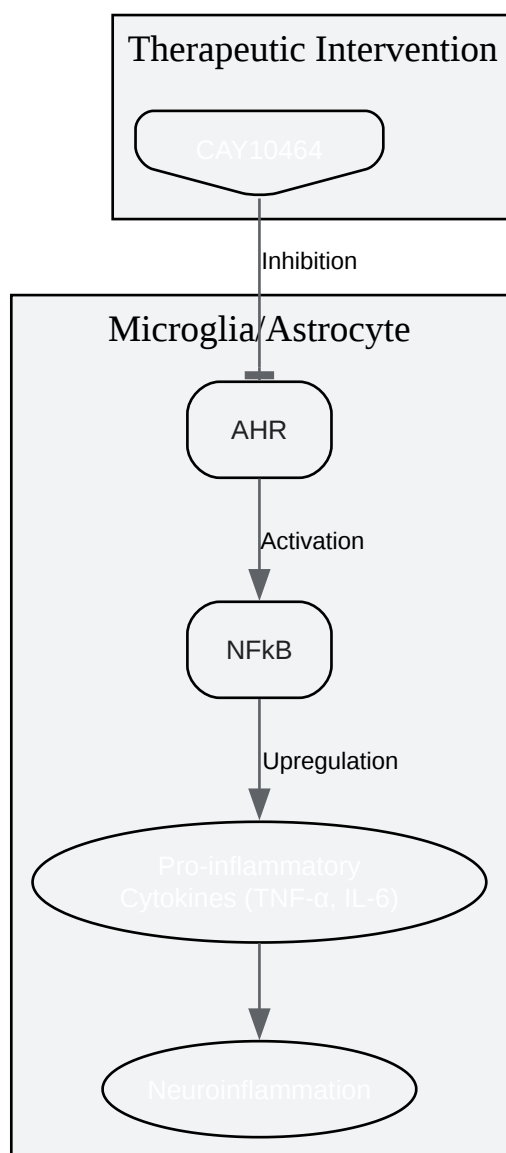 Therapeutic Intervention
CAY10464
Inhibition
Microglia/Astrocyte
AHR
Activation
NFkB
Upregulation
Pro-inflammatory
Cytokines (TNF-α, IL-6)
Neuroinflammation